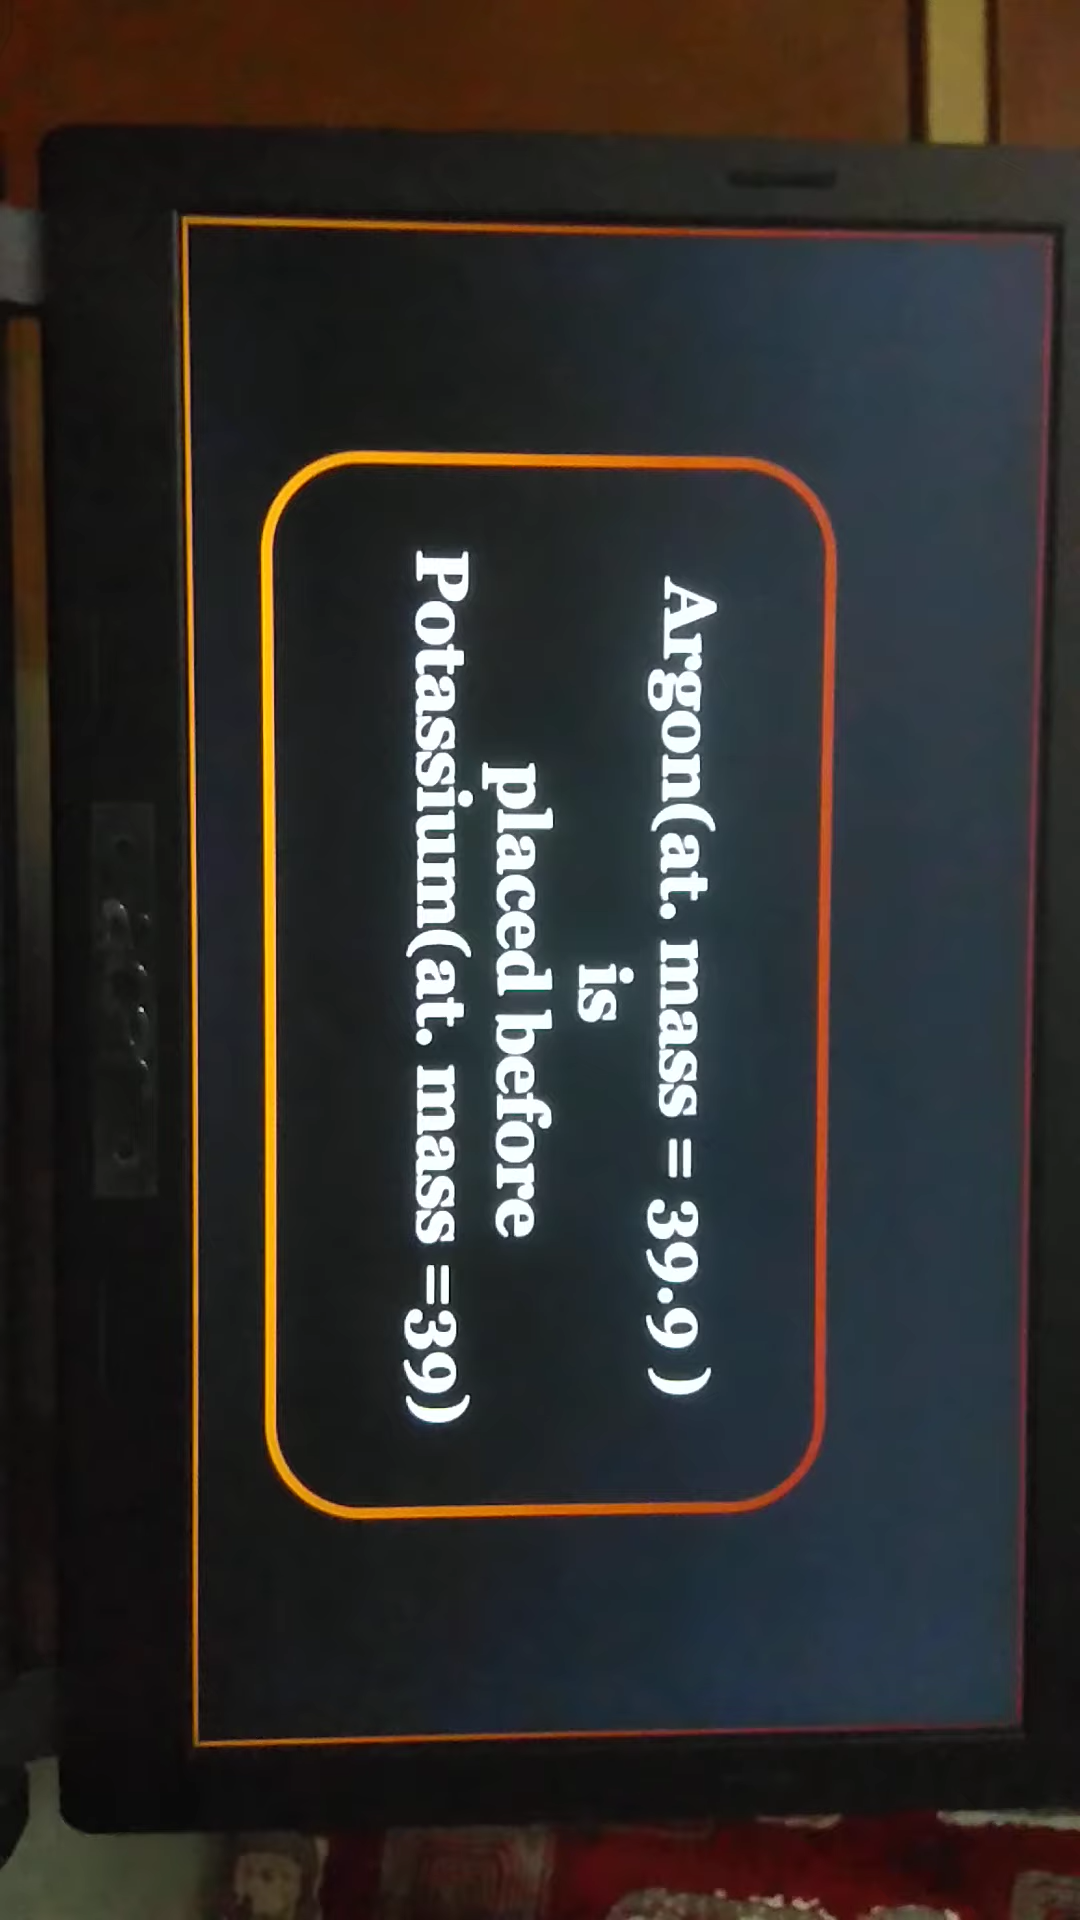 Argon(at. mass = 39.9 )
is
placed before
Potassium(at. mass =39)